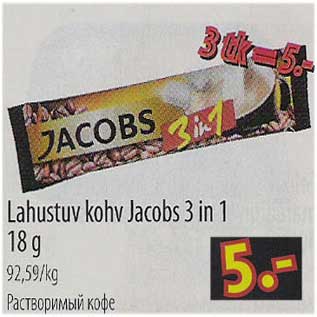 3 tk = 5.-
JACOBS 3 in 1
Lahustuv kohv Jacobs 3 in 1
18 g
92,59/kg
5.-
Растворимый кофе